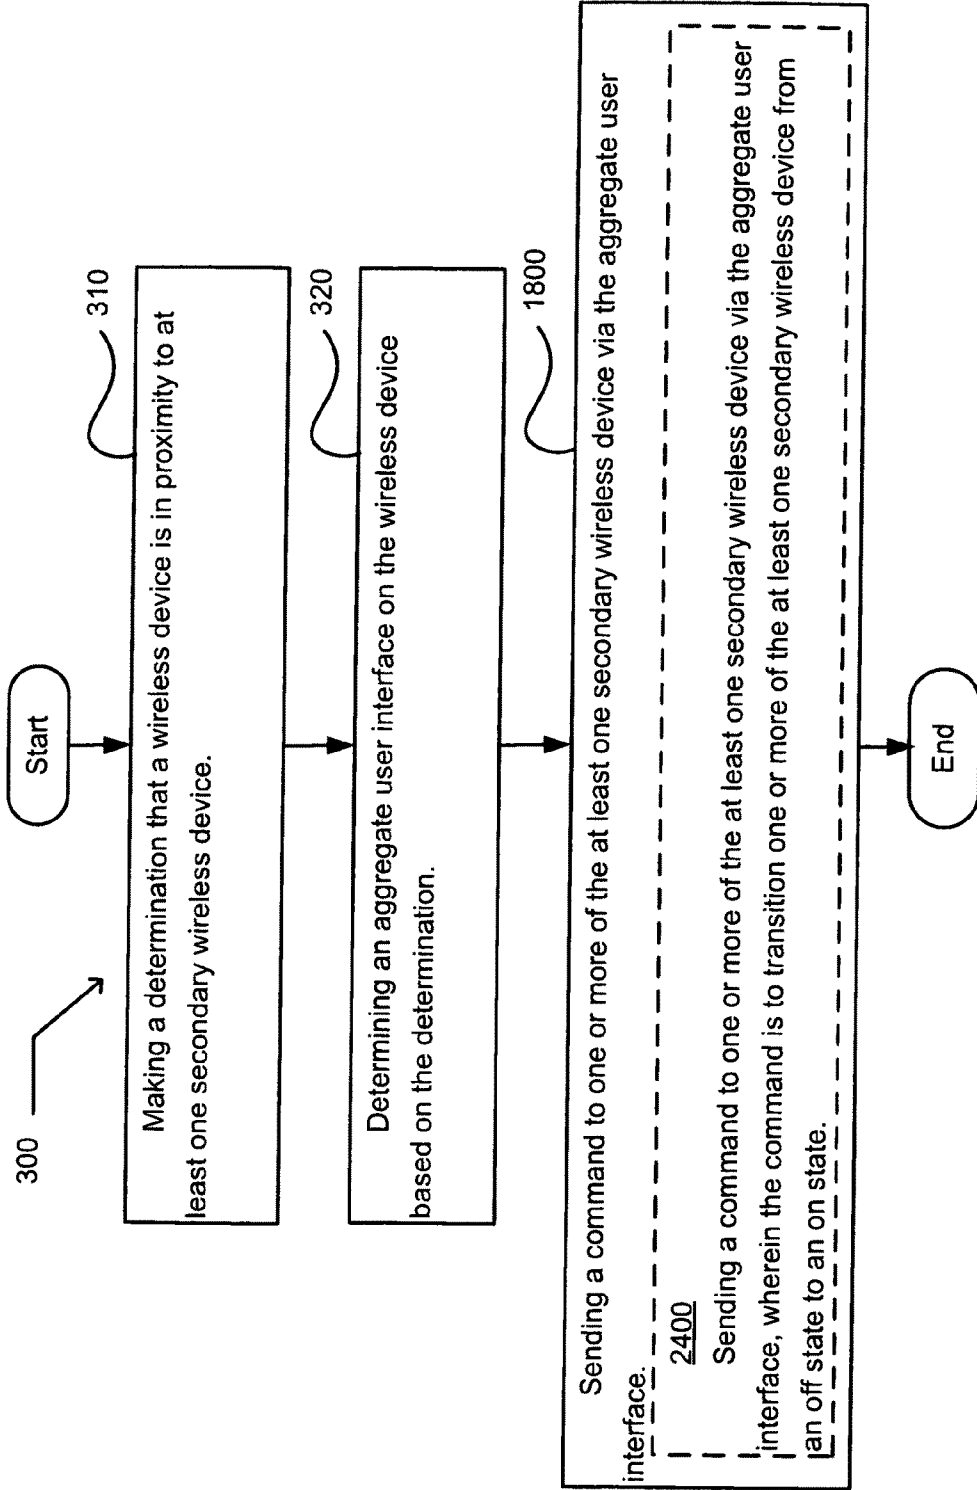 300
Start
310
Making a determination that a wireless device is in proximity to at
least one secondary wireless device.
320
Determining an aggregate user interface on the wireless device
based on the determination.
1800
Sending a command to one or more of the at least one secondary wireless device via the aggregate user
interface.
2400
Sending a command to one or more of the at least one secondary wireless device via the aggregate user
interface, wherein the command is to transition one or more of the at least one secondary wireless device from
an off state to an on state.
End